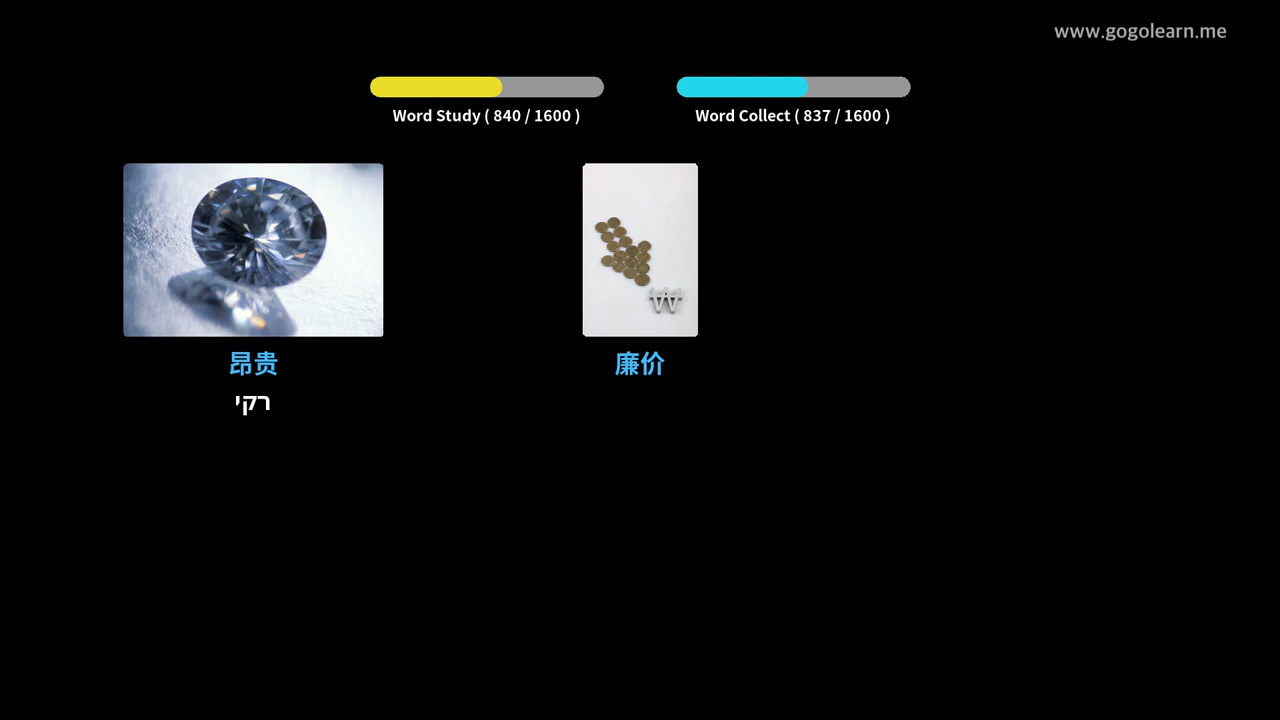 www.gogolearn.me
Word Study ( 840 / 1600 )
Word Collect ( 837 / 1600 )
昂贵
廉价
רקי